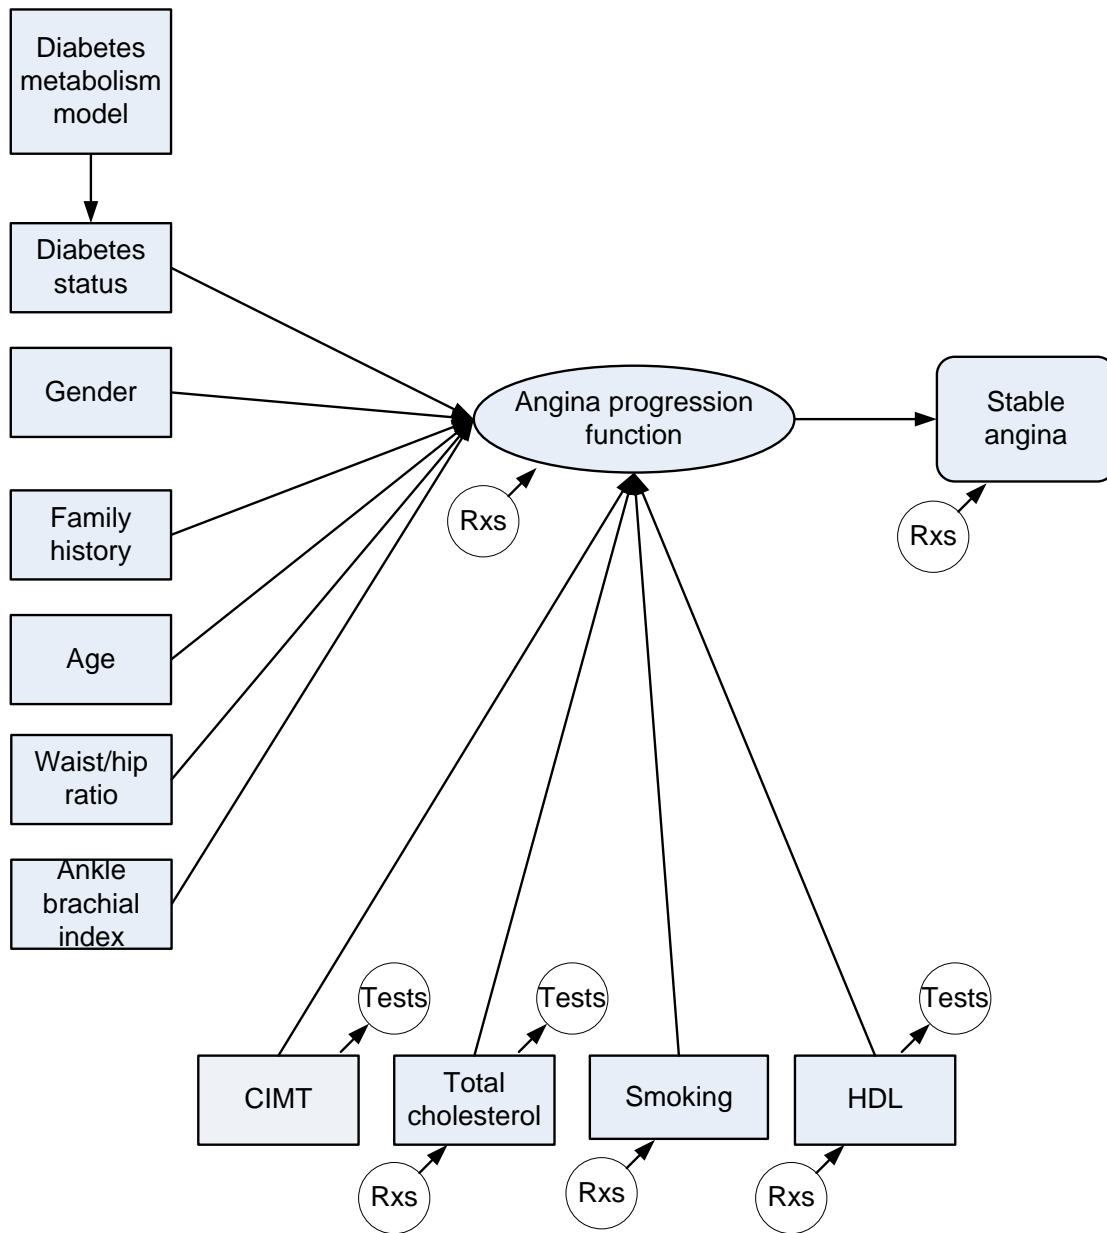 Diabetes
metabolism
model
Diabetes
status
Gender
Angina progression
function
Stable
angina
Rxs
Rxs
Family
history
Age
Waist/hip
ratio
Ankle
brachial
index
Tests
Tests
Tests
CIMT
Total
cholesterol
Smoking
HDL
Rxs
Rxs
Rxs